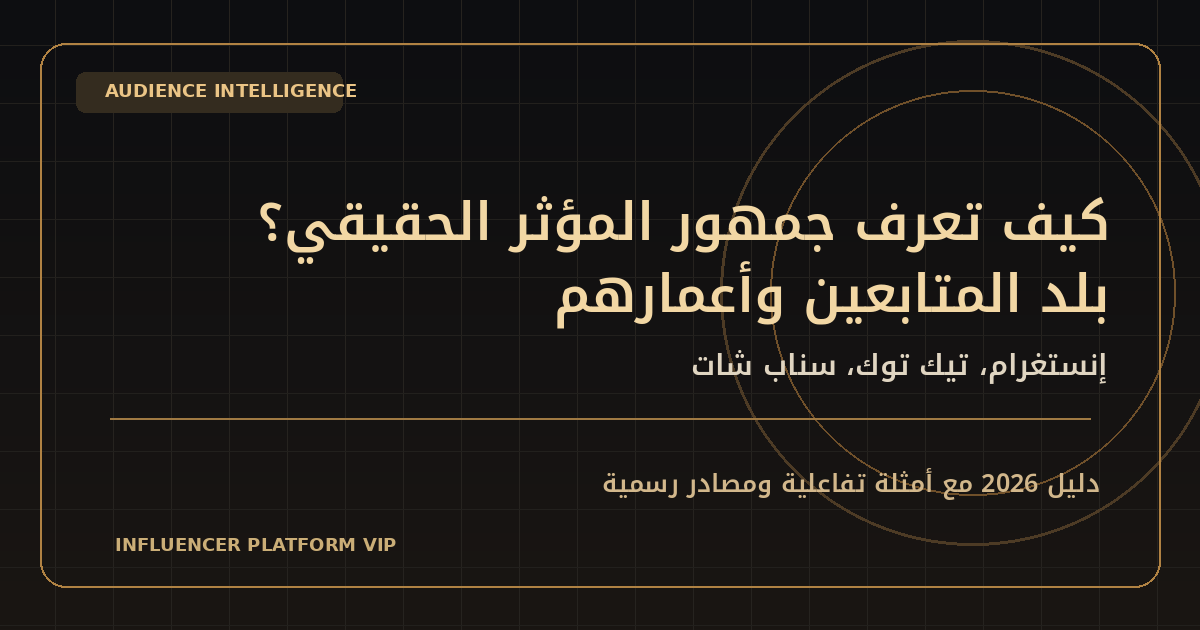 AUDIENCE INTELLIGENCE
كيف تعرف جمهور المؤثر الحقيقي؟
بلد المتابعين وأعمارهم
إنستغرام، تيك توك، سناب شات
دليل 2026 مع أمثلة تفاعلية ومصادر رسمية
INFLUENCER PLATFORM VIP